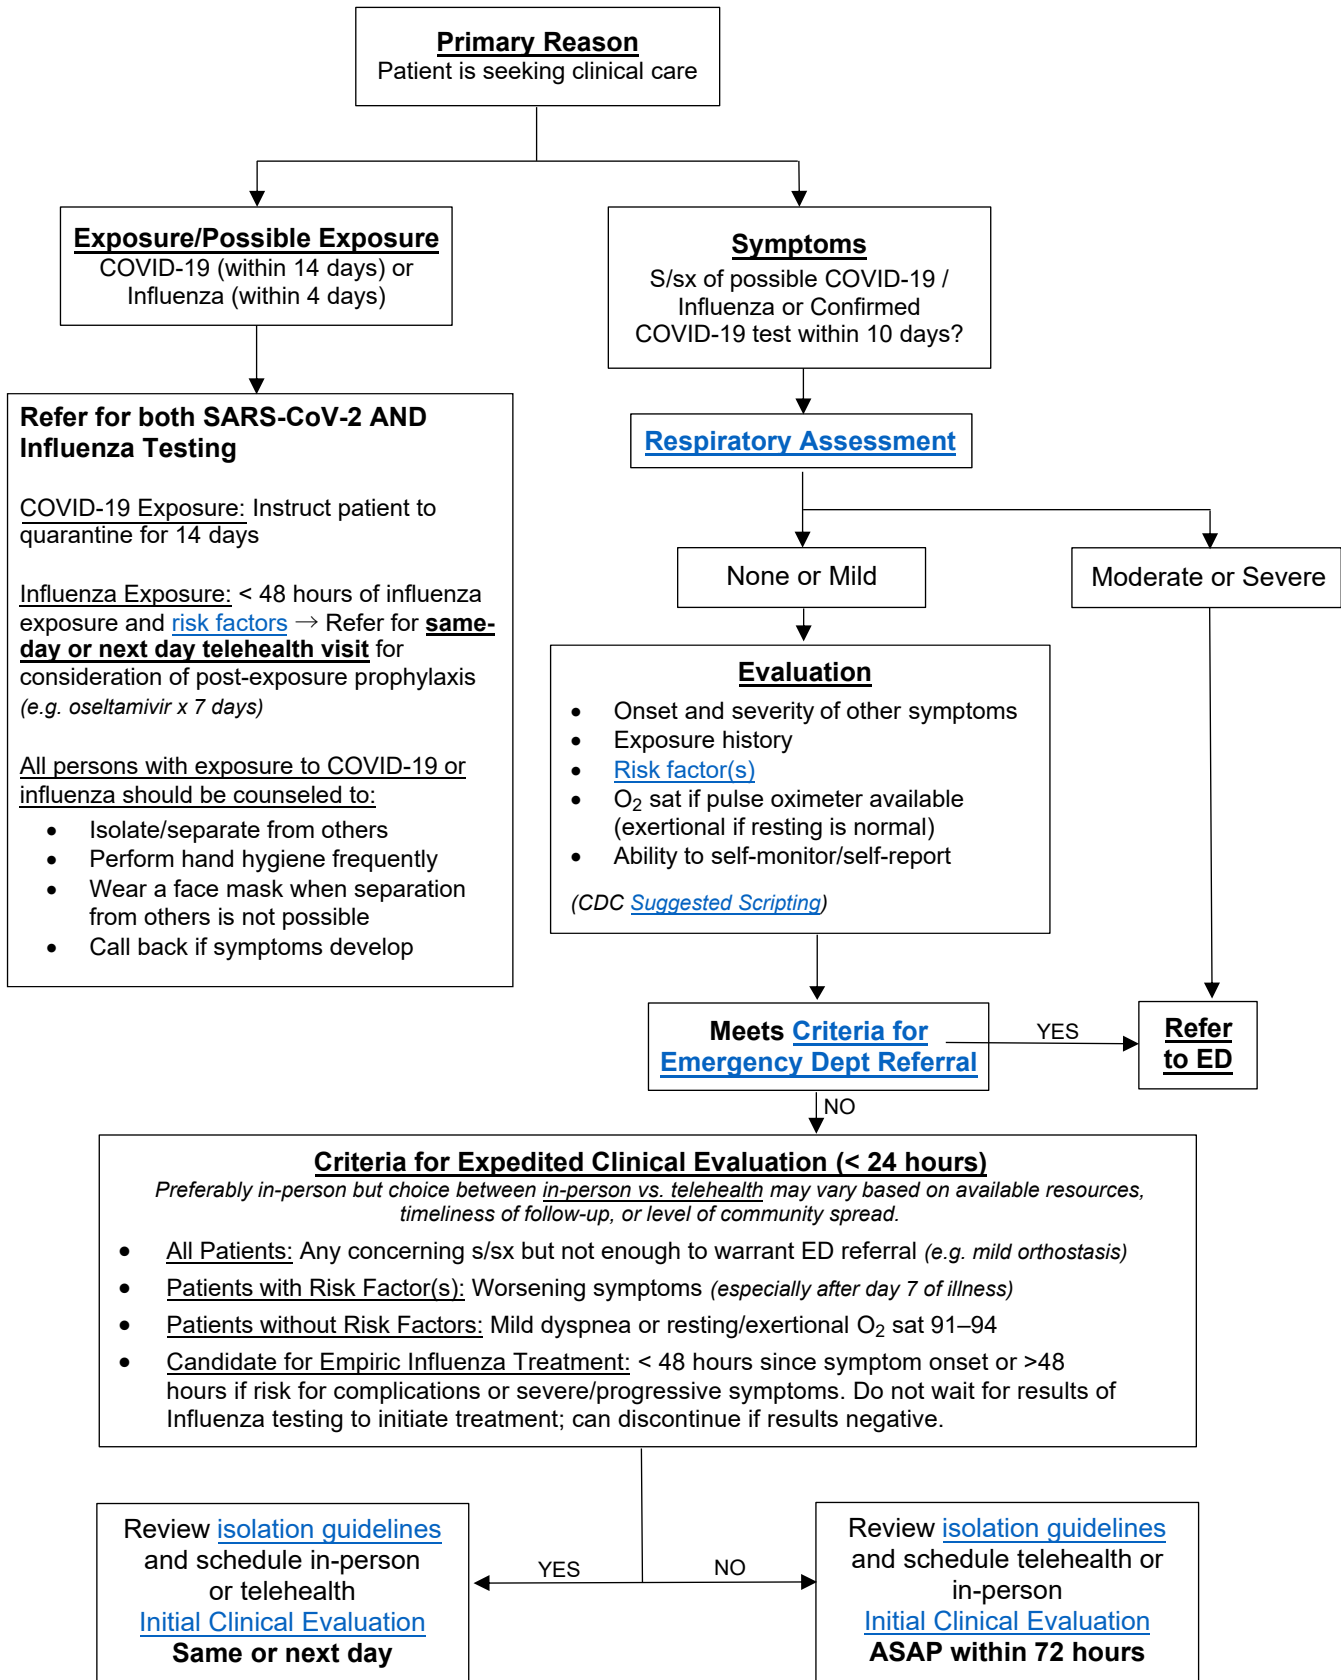 Primary Reason
Patient is seeking clinical care
Exposure/Possible Exposure
COVID-19 (within 14 days) or
Influenza (within 4 days)
Symptoms
S/sx of possible COVID-19 /
Influenza or Confirmed
COVID-19 test within 10 days?
Refer for both SARS-CoV-2 AND
Influenza Testing
COVID-19 Exposure: Instruct patient to
quarantine for 14 days
Influenza Exposure: < 48 hours of influenza
exposure and risk factors → Refer for same-
day or next day telehealth visit for
consideration of post-exposure prophylaxis
(e.g. oseltamivir x 7 days)
All persons with exposure to COVID-19 or
influenza should be counseled to:
• Isolate/separate from others
• Perform hand hygiene frequently
• Wear a face mask when separation
from others is not possible
• Call back if symptoms develop
Respiratory Assessment
None or Mild
Moderate or Severe
Evaluation
• Onset and severity of other symptoms
• Exposure history
• Risk factor(s)
• O₂ sat if pulse oximeter available
(exertional if resting is normal)
• Ability to self-monitor/self-report
(CDC Suggested Scripting)
Meets Criteria for
Emergency Dept Referral
YES
Refer
to ED
NO
Criteria for Expedited Clinical Evaluation (< 24 hours)
Preferably in-person but choice between in-person vs. telehealth may vary based on available resources,
timeliness of follow-up, or level of community spread.
• All Patients: Any concerning s/sx but not enough to warrant ED referral (e.g. mild orthostasis)
• Patients with Risk Factor(s): Worsening symptoms (especially after day 7 of illness)
• Patients without Risk Factors: Mild dyspnea or resting/exertional O₂ sat 91–94
• Candidate for Empiric Influenza Treatment: < 48 hours since symptom onset or >48
hours if risk for complications or severe/progressive symptoms. Do not wait for results of
Influenza testing to initiate treatment; can discontinue if results negative.
Review isolation guidelines
and schedule in-person
or telehealth
Initial Clinical Evaluation
Same or next day
YES
NO
Review isolation guidelines
and schedule telehealth or
in-person
Initial Clinical Evaluation
ASAP within 72 hours